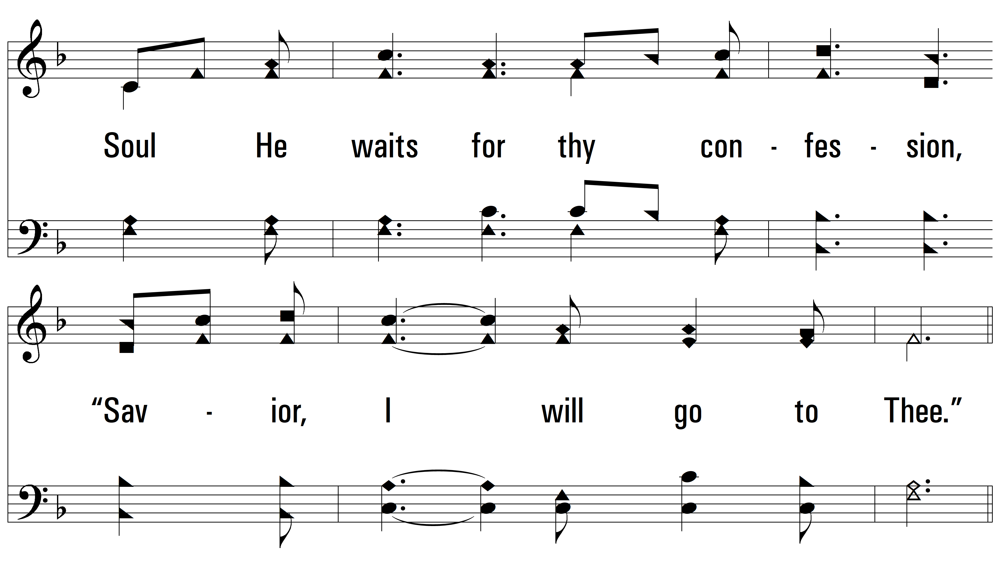 Soul He waits for thy con - fes - sion,
“Sav - ior, I will go to Thee.”